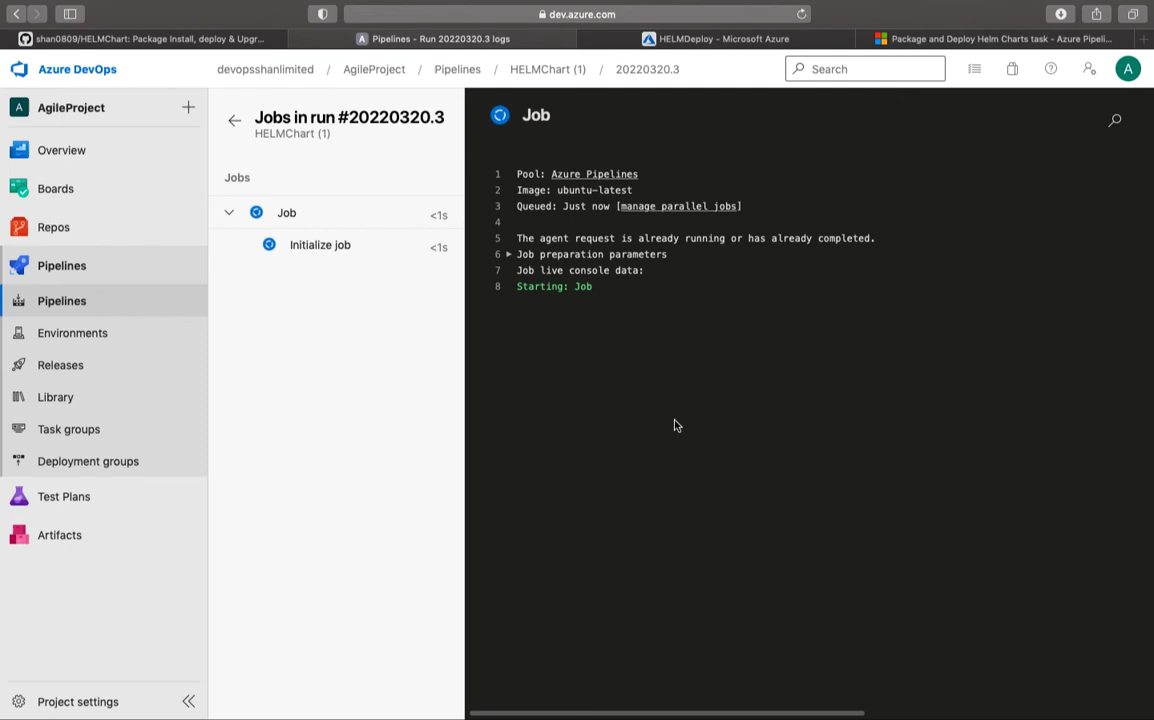 dev.azure.com
shan0809/HELMChart: Package Install, deploy & Upgr...
A Pipelines - Run 20220320.3 logs
HELMDeploy - Microsoft Azure
Package and Deploy Helm Charts task - Azure Pipeli...
Azure DevOps
devopsshanlimited / AgileProject / Pipelines / HELMChart (1) / 20220320.3
Search
A
A AgileProject
Overview
Boards
Repos
Pipelines
Pipelines
Environments
Releases
Library
Task groups
Deployment groups
Test Plans
Artifacts
Project settings
Jobs in run #20220320.3
HELMChart (1)
Jobs
Job <1s
Initialize job <1s
Job
1 Pool: Azure Pipelines
2 Image: ubuntu-latest
3 Queued: Just now [manage parallel jobs]
4
5 The agent request is already running or has already completed.
6 Job preparation parameters
7 Job live console data:
8 Starting: Job